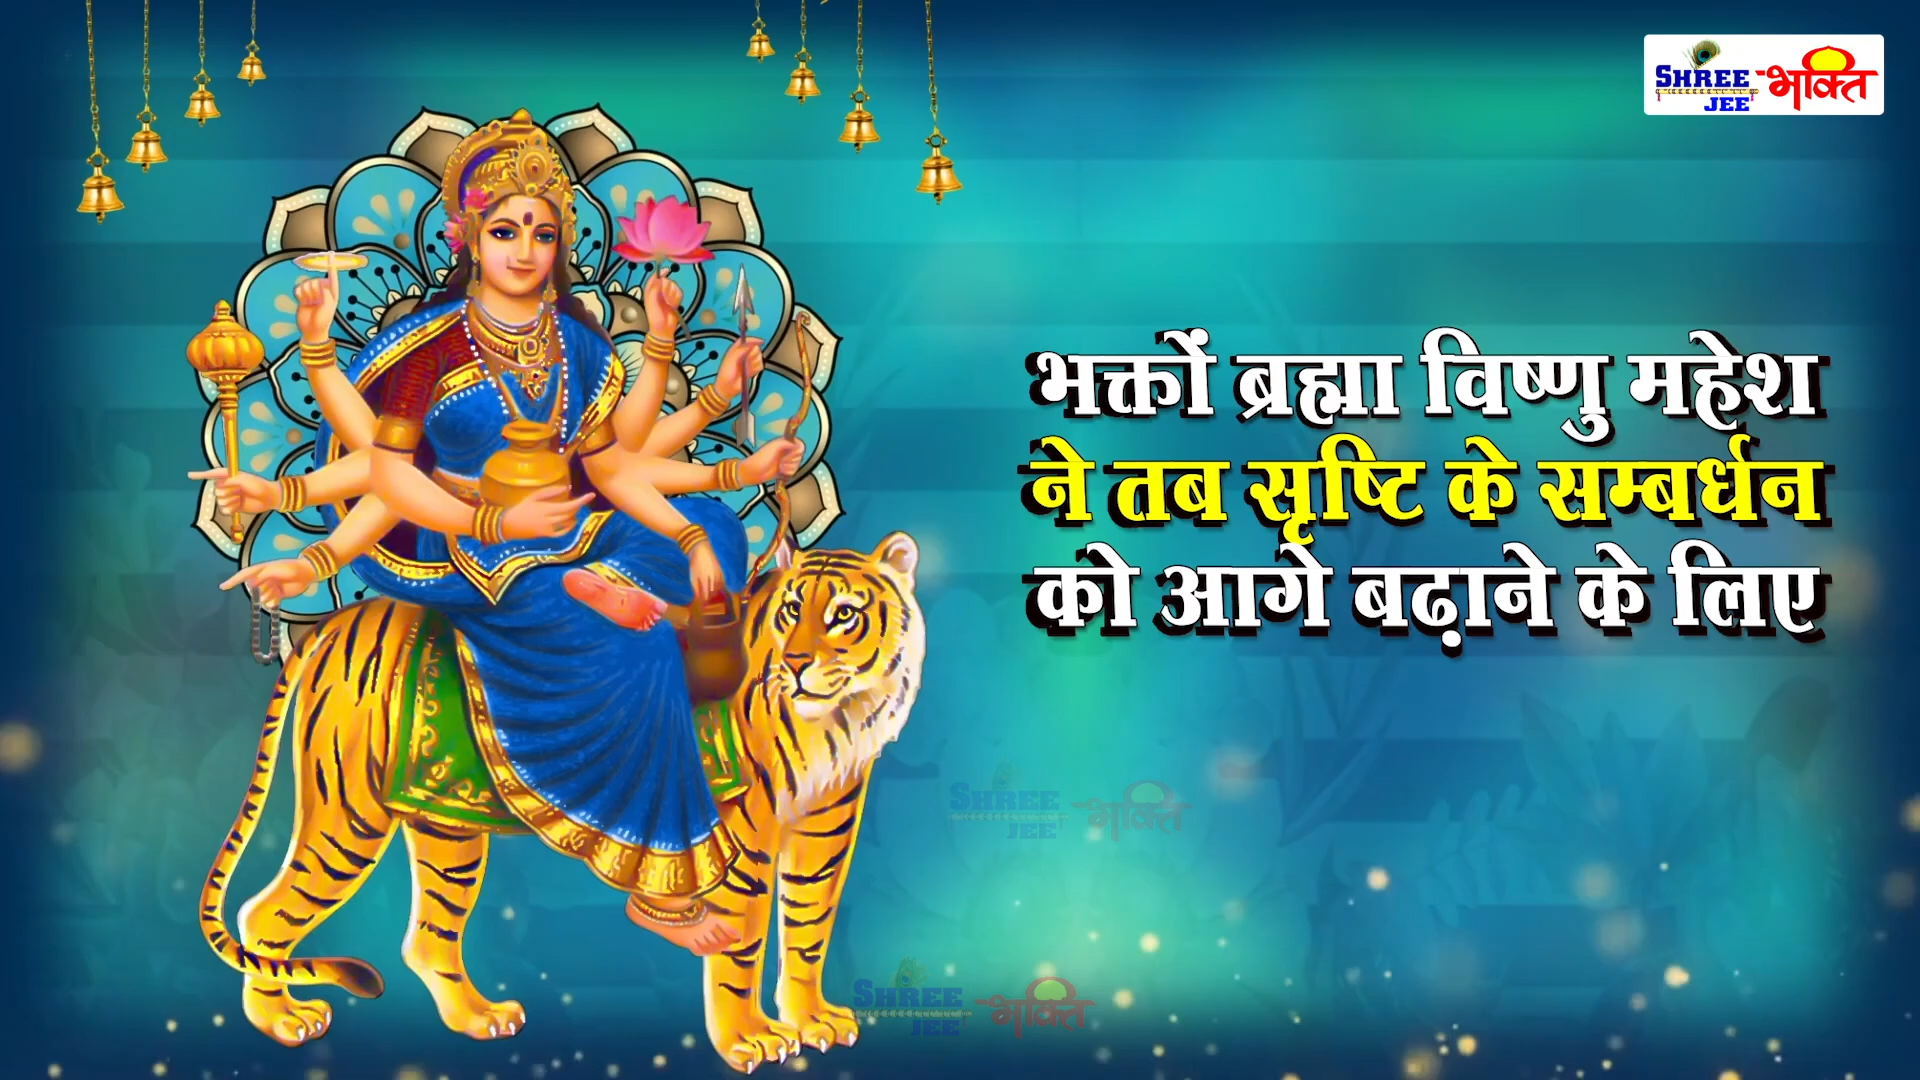 SHREE JEE भक्ति
भक्तों ब्रह्मा विष्णु महेश
ने तब सृष्टि के सम्बर्धन
को आगे बढ़ाने के लिए
SHREE JEE भक्ति
SHREE JEE भक्ति